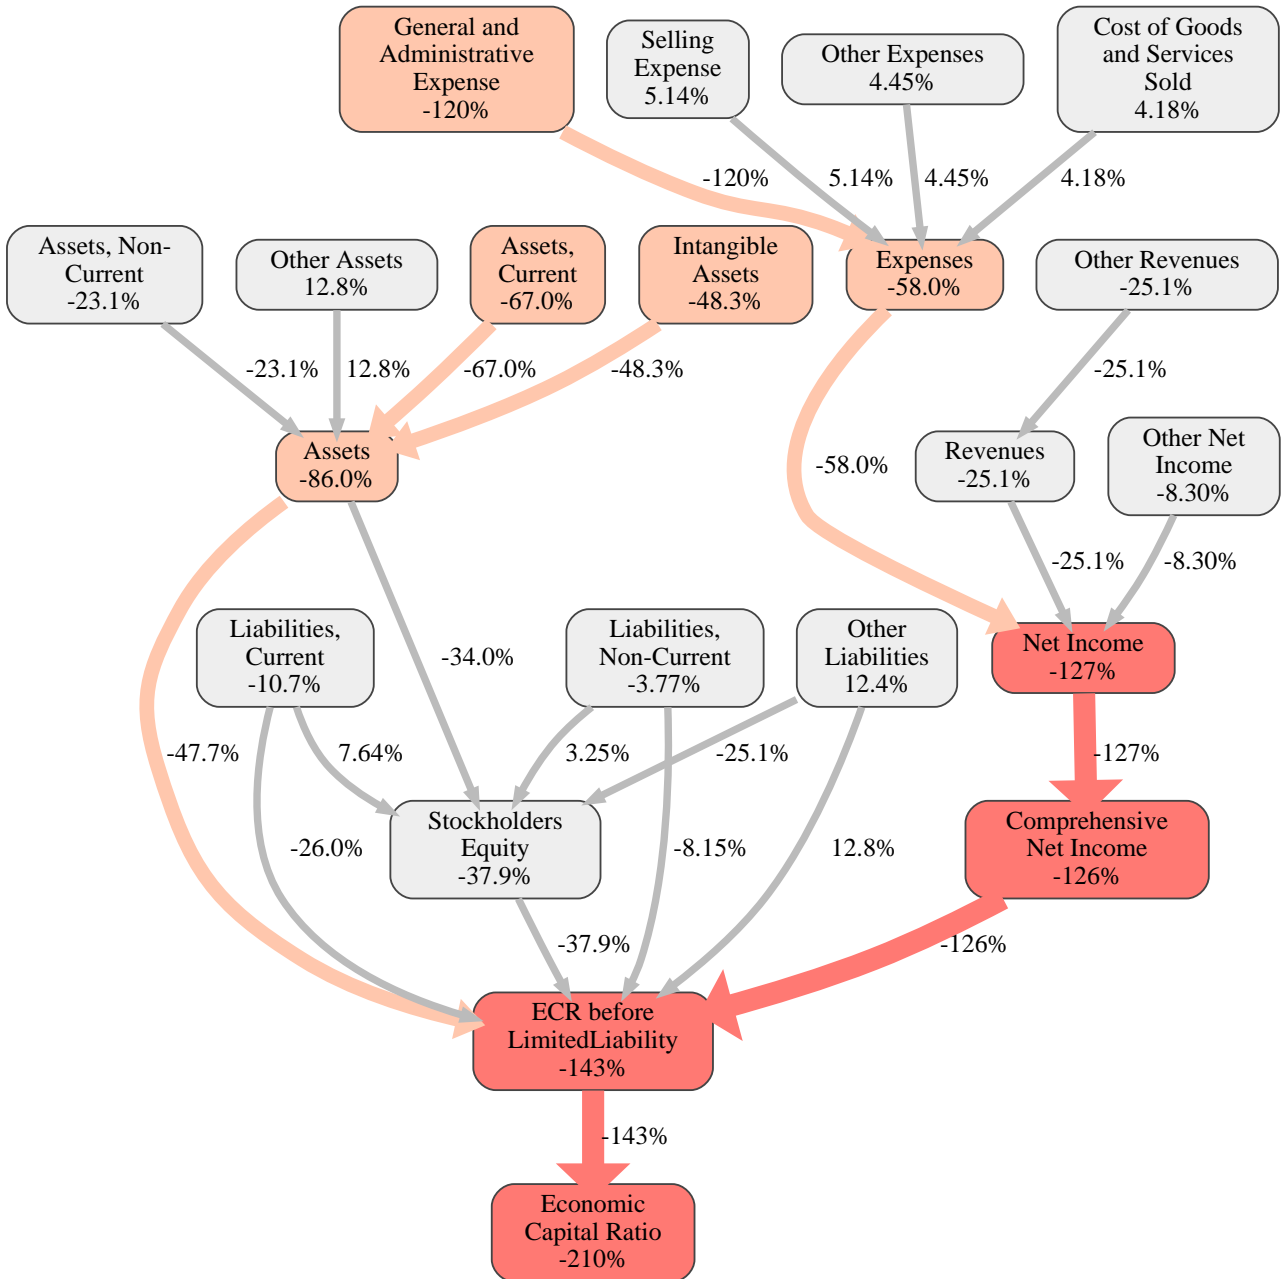 General and
Administrative
Expense
-120%
Selling
Expense
5.14%
Other Expenses
4.45%
Cost of Goods
and Services
Sold
4.18%
-120%
5.14%
4.45%
4.18%
Assets, Non-
Current
-23.1%
Other Assets
12.8%
Assets,
Current
-67.0%
Intangible
Assets
-48.3%
Expenses
-58.0%
Other Revenues
-25.1%
-23.1%
12.8%
-67.0%
-48.3%
-25.1%
Assets
-86.0%
-58.0%
Revenues
-25.1%
Other Net
Income
-8.30%
-25.1%
-8.30%
Liabilities,
Current
-10.7%
-34.0%
Liabilities,
Non-Current
-3.77%
Other
Liabilities
12.4%
Net Income
-127%
-47.7%
7.64%
3.25%
-25.1%
-127%
-26.0%
Stockholders
Equity
-37.9%
-8.15%
12.8%
Comprehensive
Net Income
-126%
-37.9%
-126%
ECR before
LimitedLiability
-143%
-143%
Economic
Capital Ratio
-210%